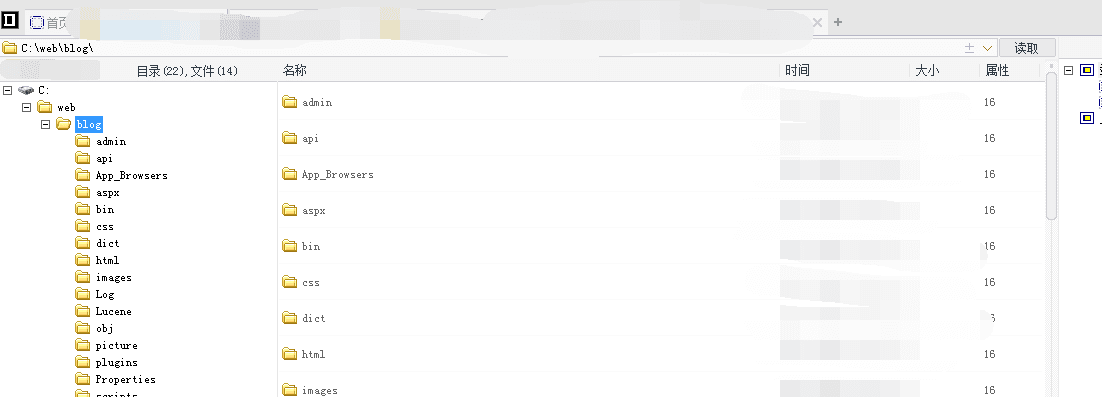 首页
+
C:\web\blog\
读取
目录(22),文件(14) 名称 时间 大小 属性
C:
web
blog
admin
api
App_Browsers
aspx
bin
css
dict
html
images
Log
Lucene
obj
picture
plugins
Properties
scripts
admin 16
api 16
App_Browsers 16
aspx 16
bin 16
css 16
dict
html 16
images 16